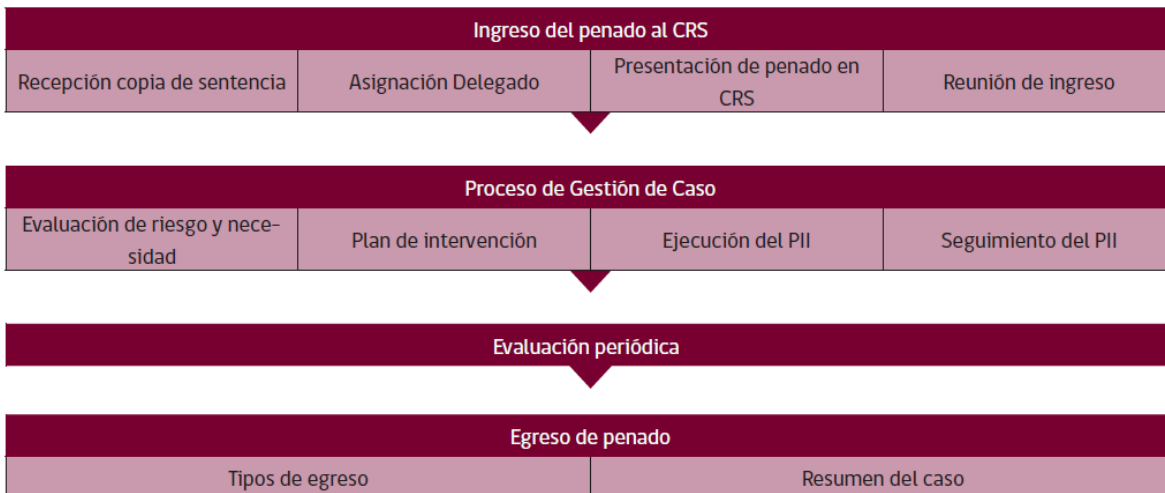 Ingreso del penado al CRS
Recepción copia de sentencia
Asignación Delegado
Presentación de penado en
CRS
Reunión de ingreso
Proceso de Gestión de Caso
Evaluación de riesgo y nece-
sidad
Plan de intervención
Ejecución del PII
Seguimiento del PII
Evaluación periódica
Egreso de penado
Tipos de egreso
Resumen del caso